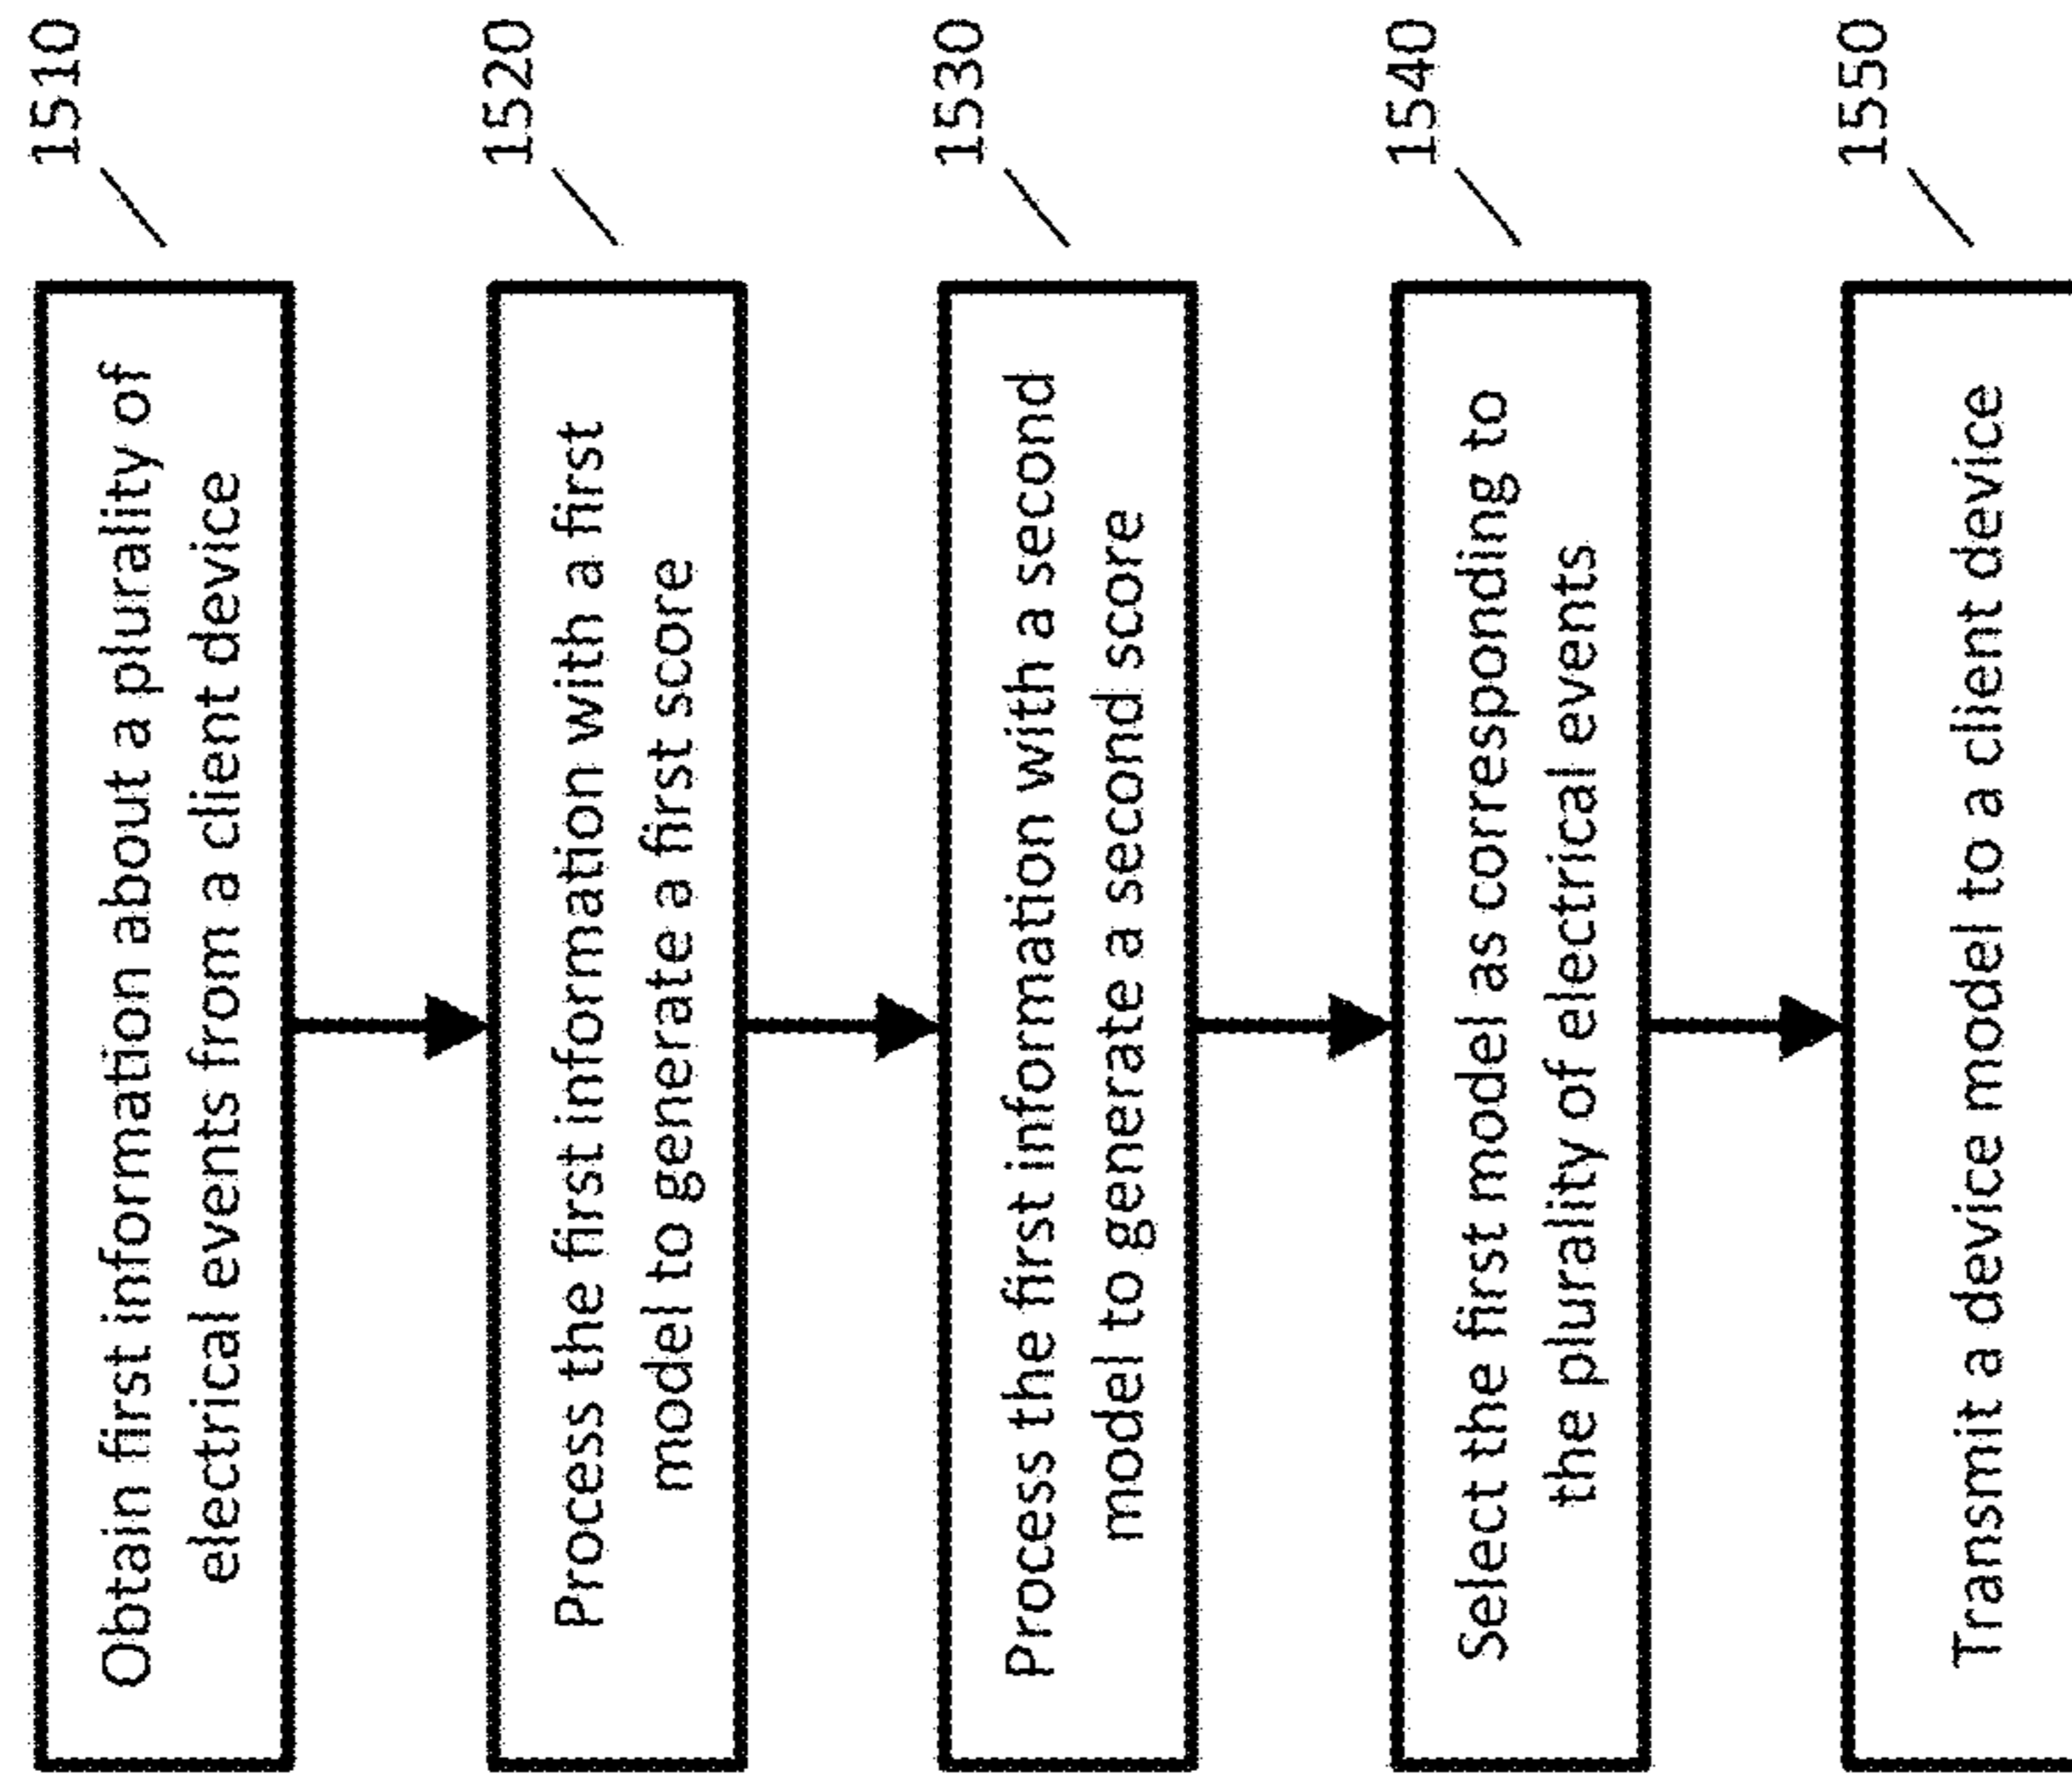 Obtain first information about a plurality of
electrical events from a client device
1510
Process the first information with a first
model to generate a first score
1520
Process the first information with a second
model to generate a second score
1530
Select the first model as corresponding to
the plurality of electrical events
1540
Transmit a device model to a client device
1550